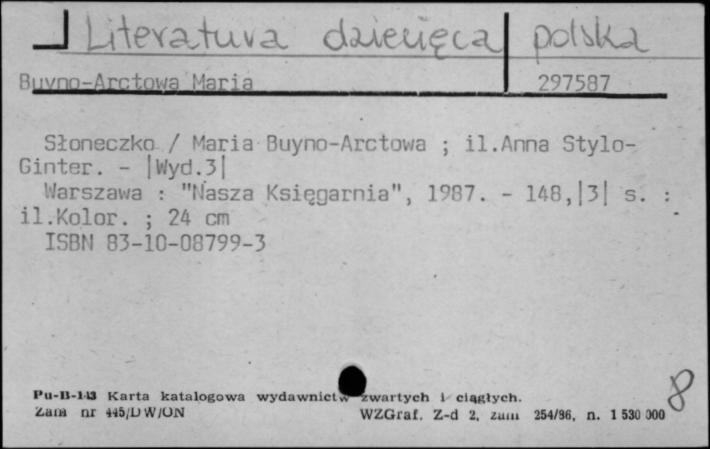 Literatura dziecięca polska
Buyno-Arctowa Maria 297587
Słoneczko / Maria Buyno-Arctowa ; il.Anna Stylo-
Ginter. - |Wyd.3|
Warszawa : "Nasza Księgarnia", 1987. - 148,|3| s. :
il.Kolor. ; 24 cm
ISBN 83-10-08799-3
8
Pu-B-143 Karta katalogowa wydawnictw zwartych i ciągłych.
Zam nr 445/DW/ON WZGraf. Z-d 2, zam 254/86, n. 1 530 000